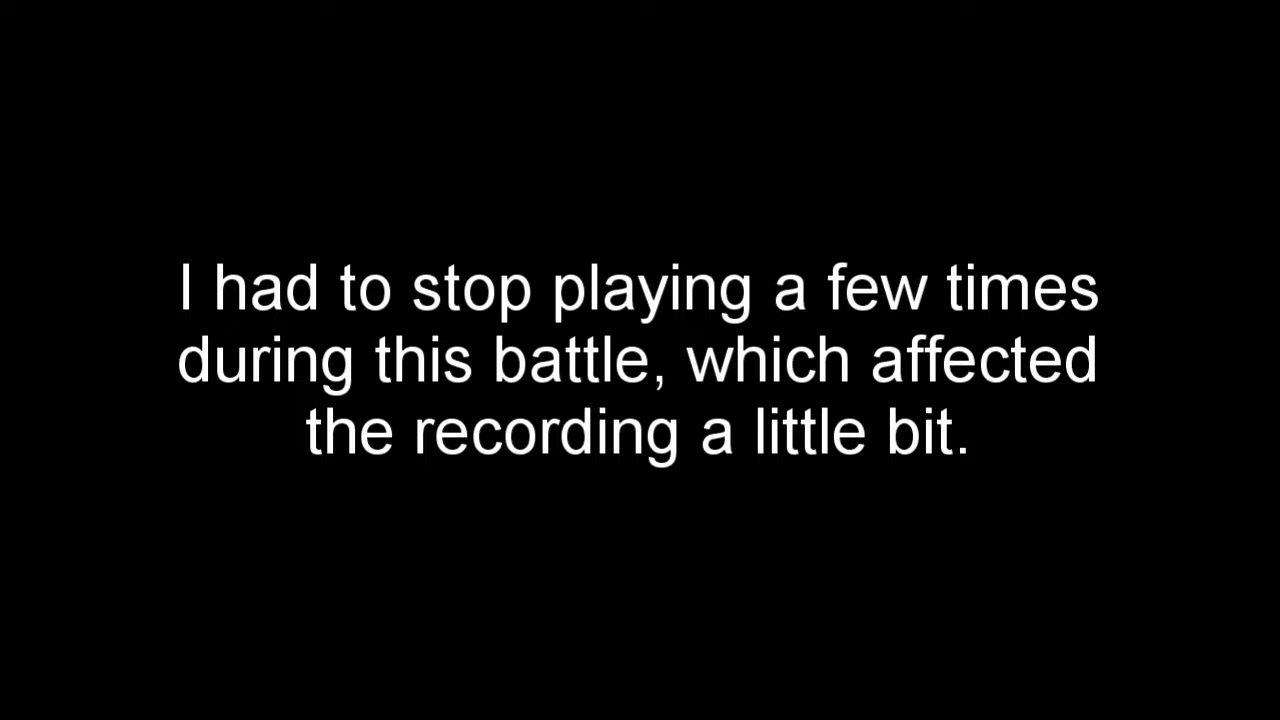 I had to stop playing a few times
during this battle, which affected
the recording a little bit.